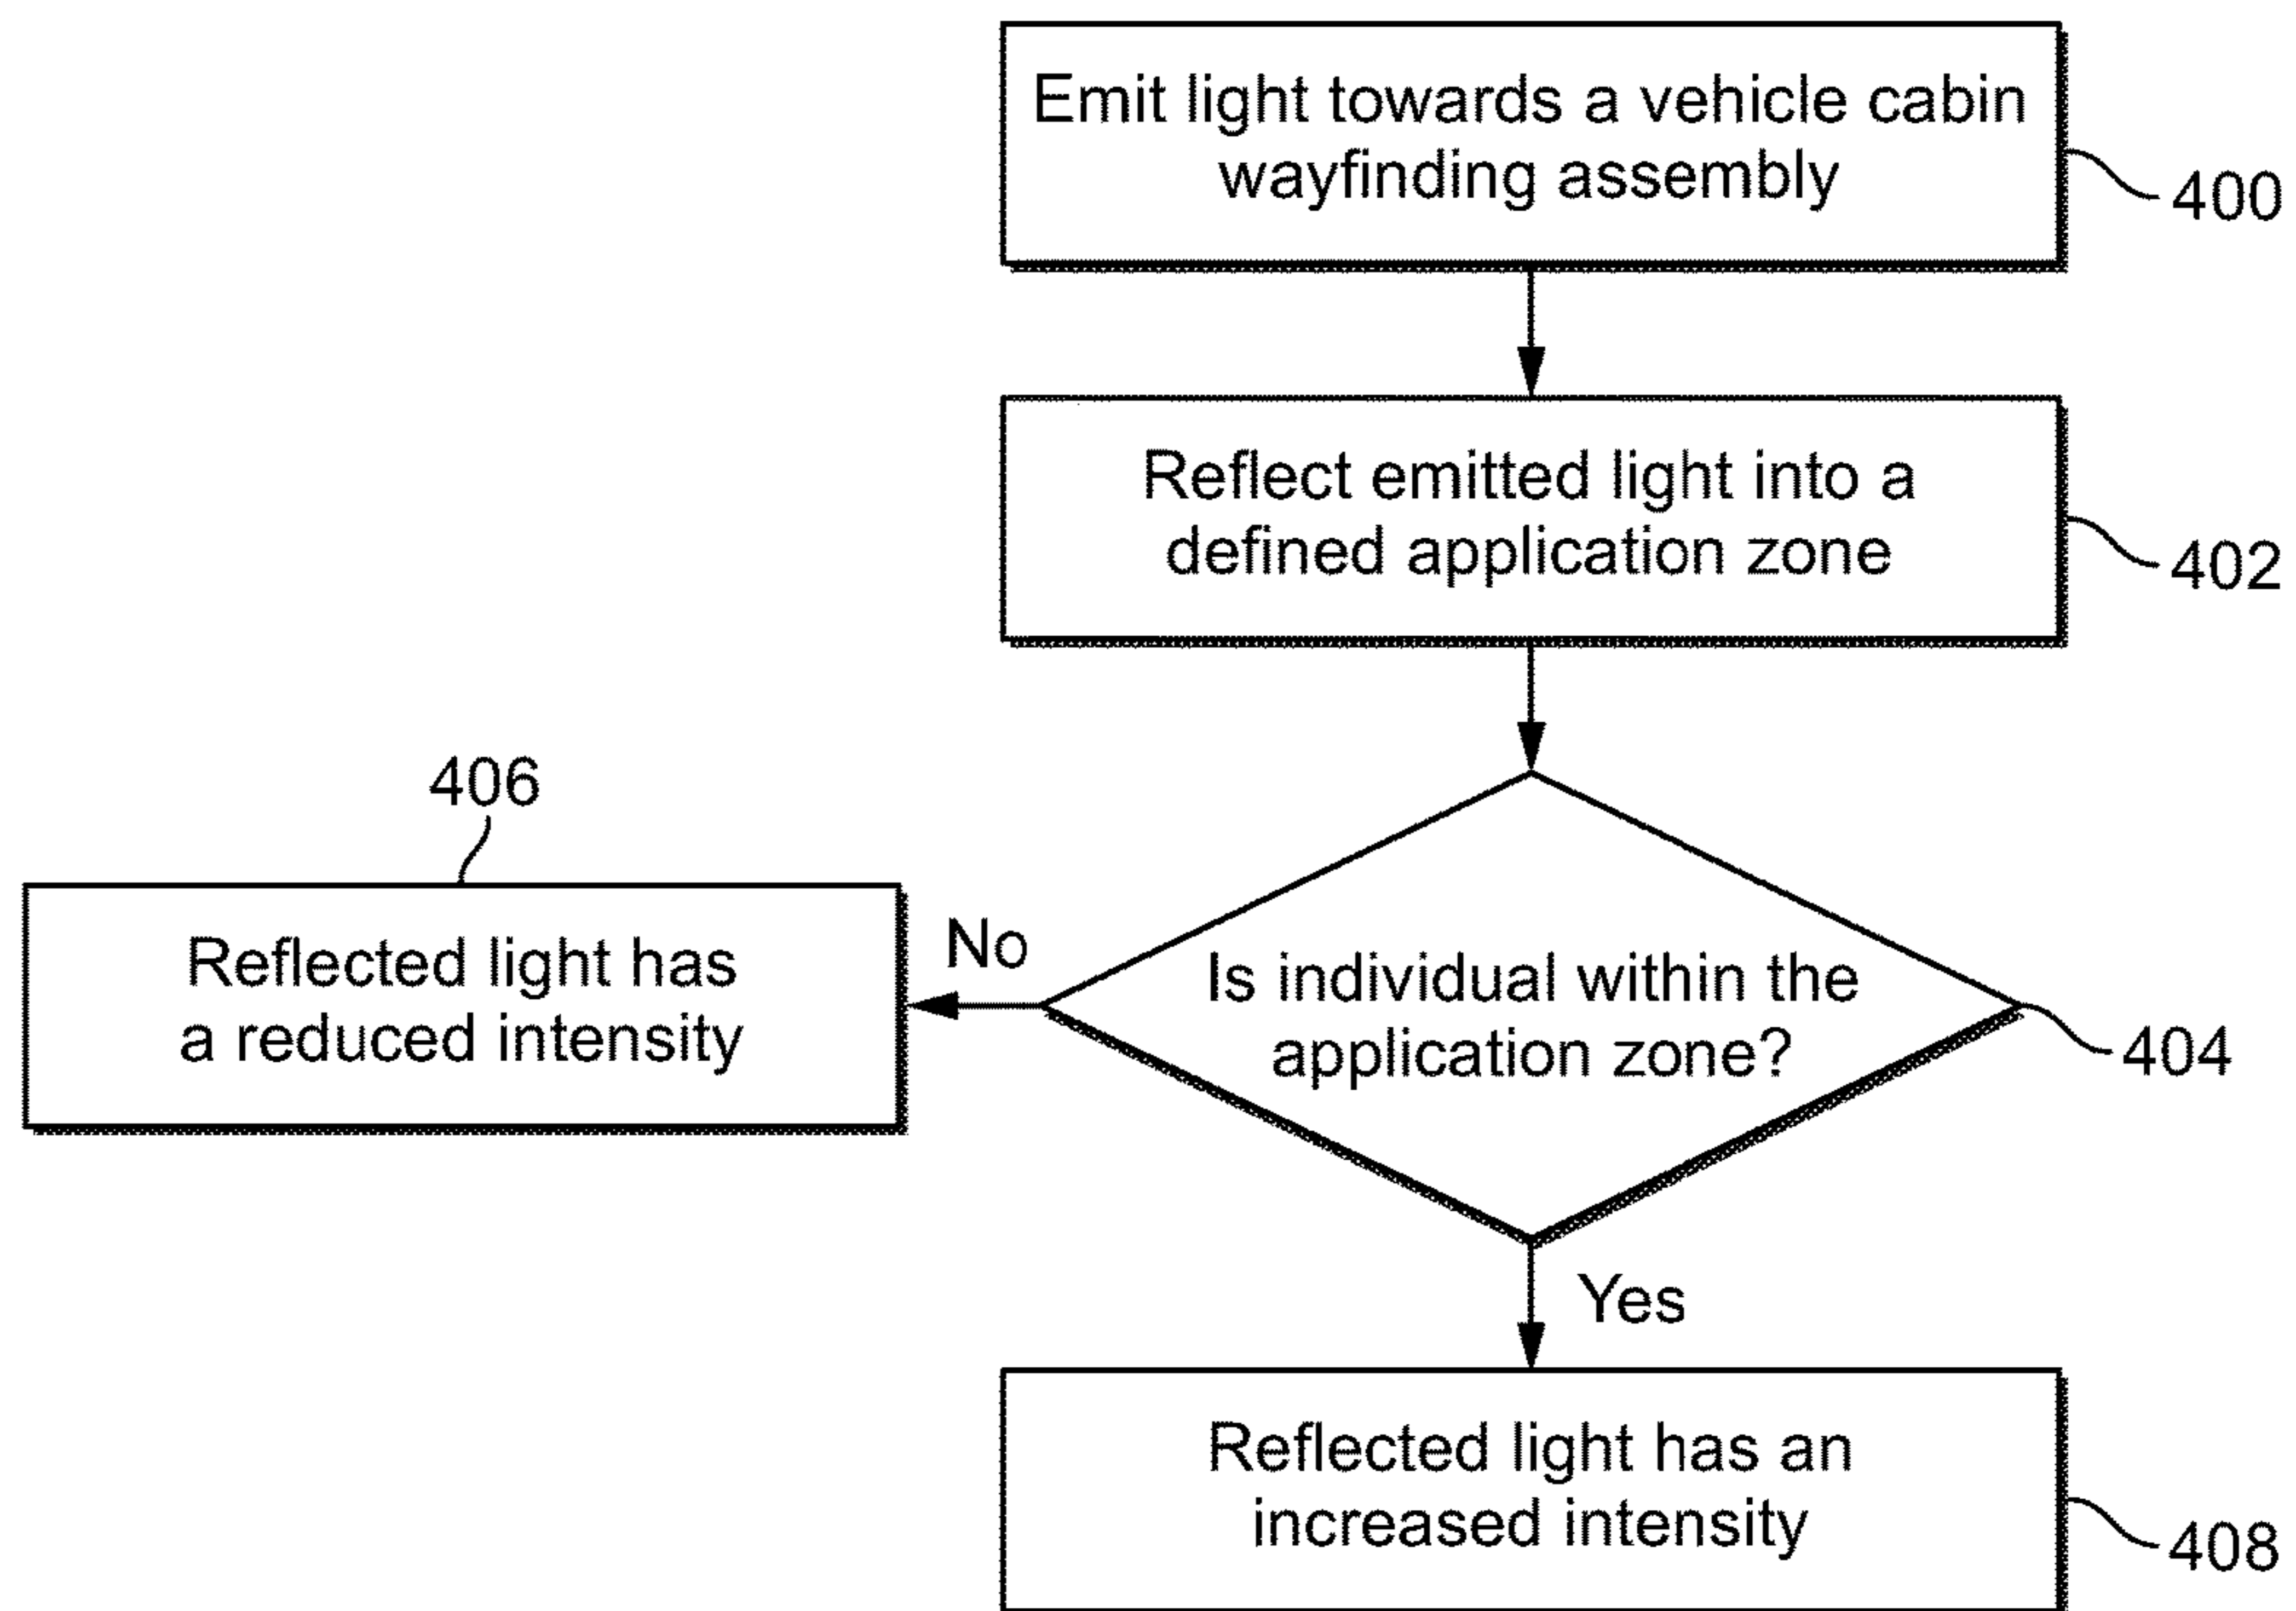 Emit light towards a vehicle cabin
wayfinding assembly
400
Reflect emitted light into a
defined application zone
402
406
Reflected light has
a reduced intensity
No
Is individual within the
application zone?
404
Yes
Reflected light has an
increased intensity
408